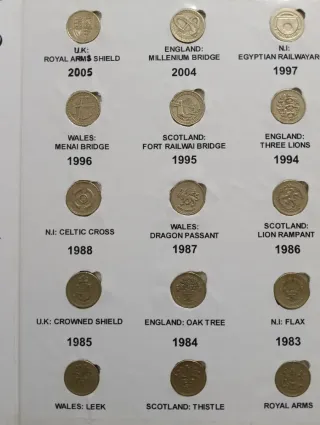 U.K:
ROYAL ARMS SHIELD
ENGLAND:
MILLENIUM BRIDGE
N.I:
EGYPTIAN RAILWAYAR
2005
2004
1997
WALES:
MENAI BRIDGE
SCOTLAND:
FORT RAILWAI BRIDGE
ENGLAND:
THREE LIONS
1996
1995
1994
N.I: CELTIC CROSS
WALES:
DRAGON PASSANT
SCOTLAND:
LION RAMPANT
1988
1987
1986
U.K: CROWNED SHIELD
ENGLAND: OAK TREE
N.I: FLAX
1985
1984
1983
WALES: LEEK
SCOTLAND: THISTLE
ROYAL ARMS